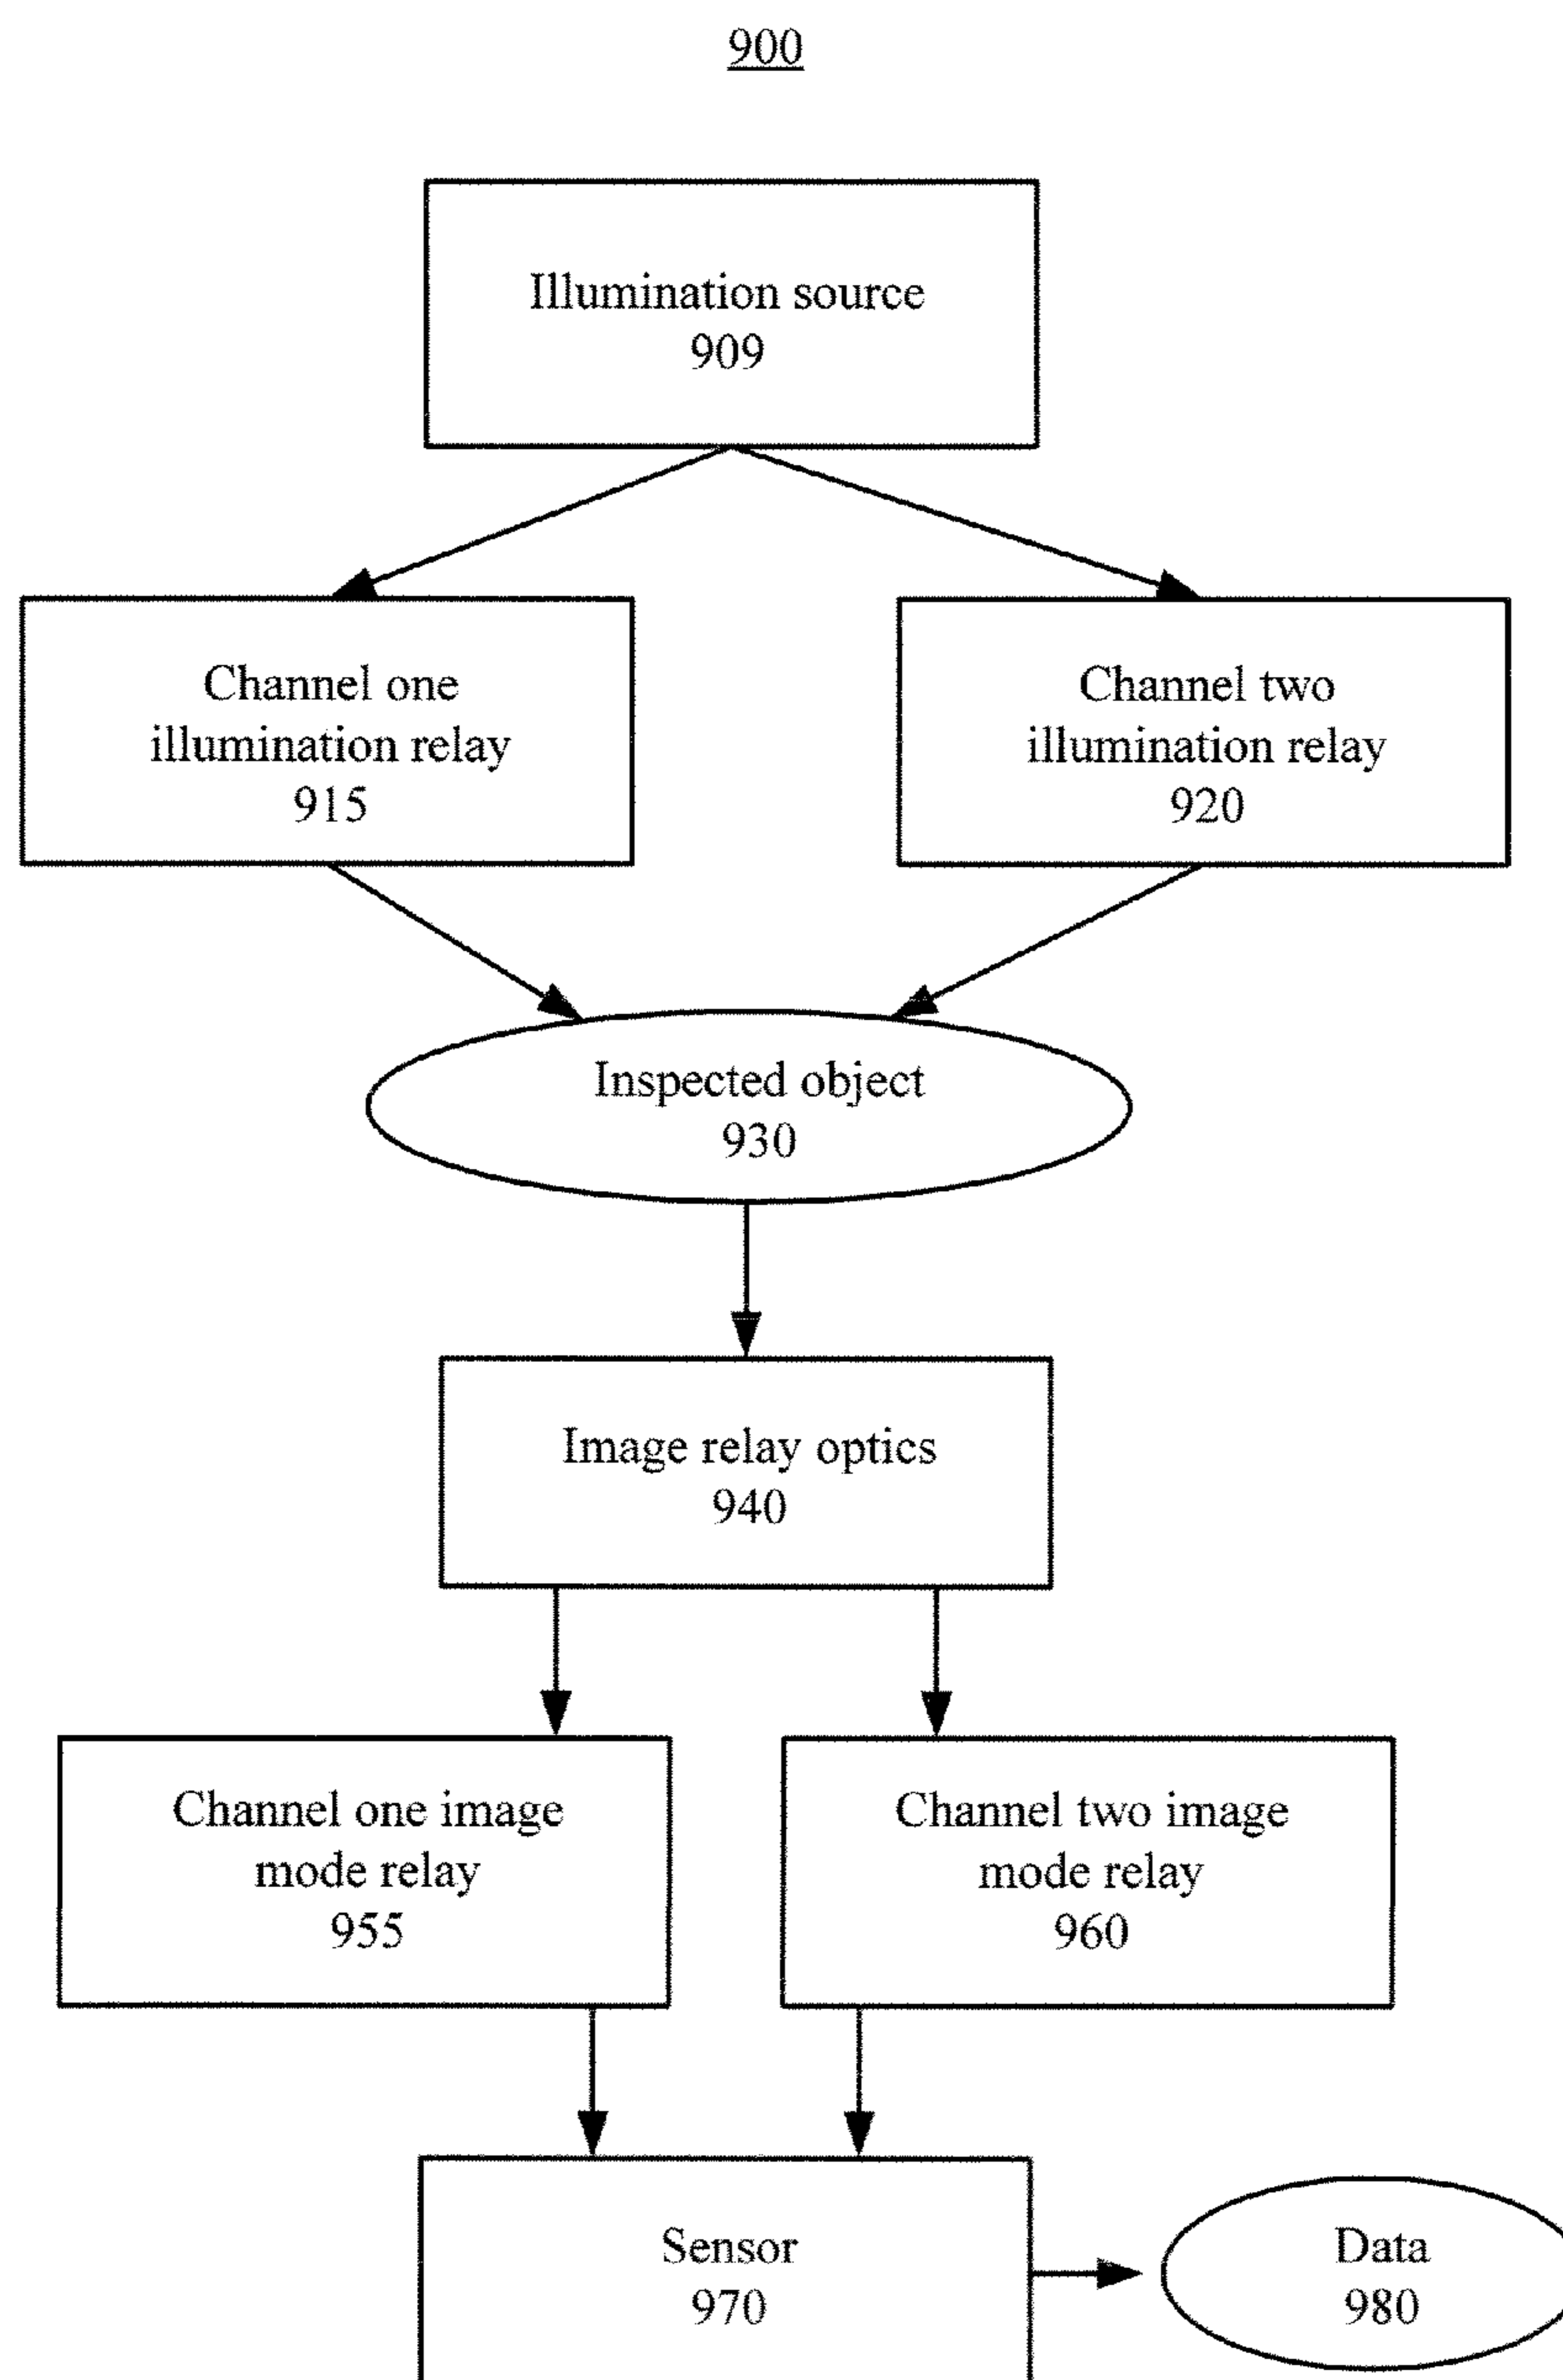 900
Illumination source
909
Channel one
illumination relay
915
Channel two
illumination relay
920
Inspected object
930
Image relay optics
940
Channel one image
mode relay
955
Channel two image
mode relay
960
Sensor
970
Data
980